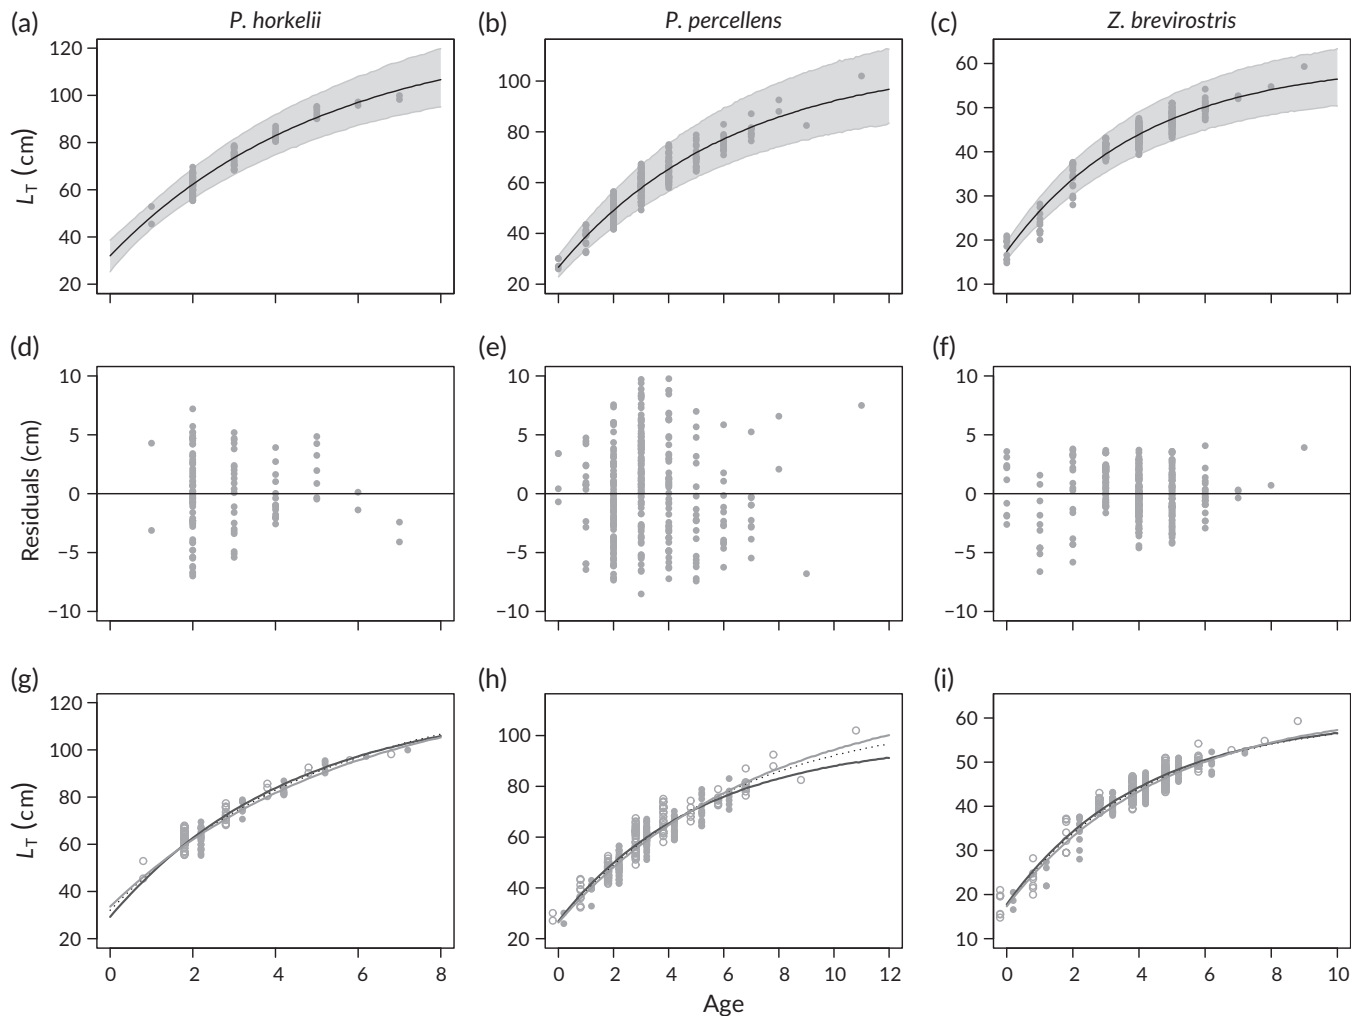 (a) P. horkelii (b) P. percellens (c) Z. brevirostris
120 100 80 60 40 20
100 80 60 40 20
60 50 40 30 20 10
LT (cm)
(d) (e) (f)
10 5 0 −5 −10
10 5 0 −5 −10
10 5 0 −5 −10
Residuals (cm)
(g) (h) (i)
120 100 80 60 40 20
100 80 60 40 20
60 50 40 30 20 10
LT (cm)
0 2 4 6 8 0 2 4 6 8 10 12 0 2 4 6 8 10
Age